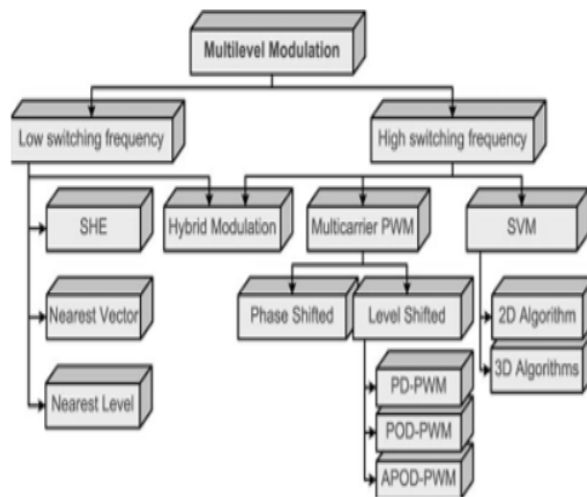 Multilevel Modulation
Low switching frequency
High switching frequency
SHE
Hybrid Modulation
Multicarrier PWM
SVM
Nearest Vector
Phase Shifted
Level Shifted
2D Algorithm
3D Algorithms
Nearest Level
PD-PWM
POD-PWM
APOD-PWM